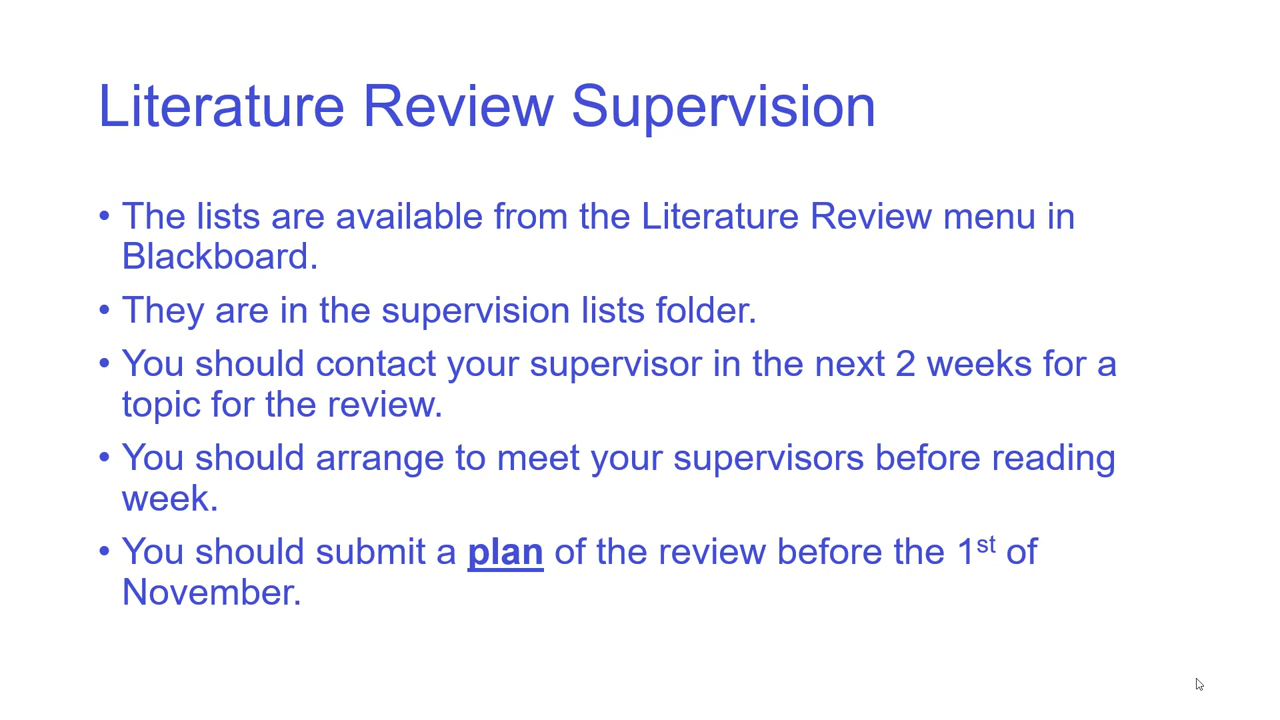 Literature Review Supervision
• The lists are available from the Literature Review menu in
Blackboard.
• They are in the supervision lists folder.
• You should contact your supervisor in the next 2 weeks for a
topic for the review.
• You should arrange to meet your supervisors before reading
week.
• You should submit a plan of the review before the 1st of
November.